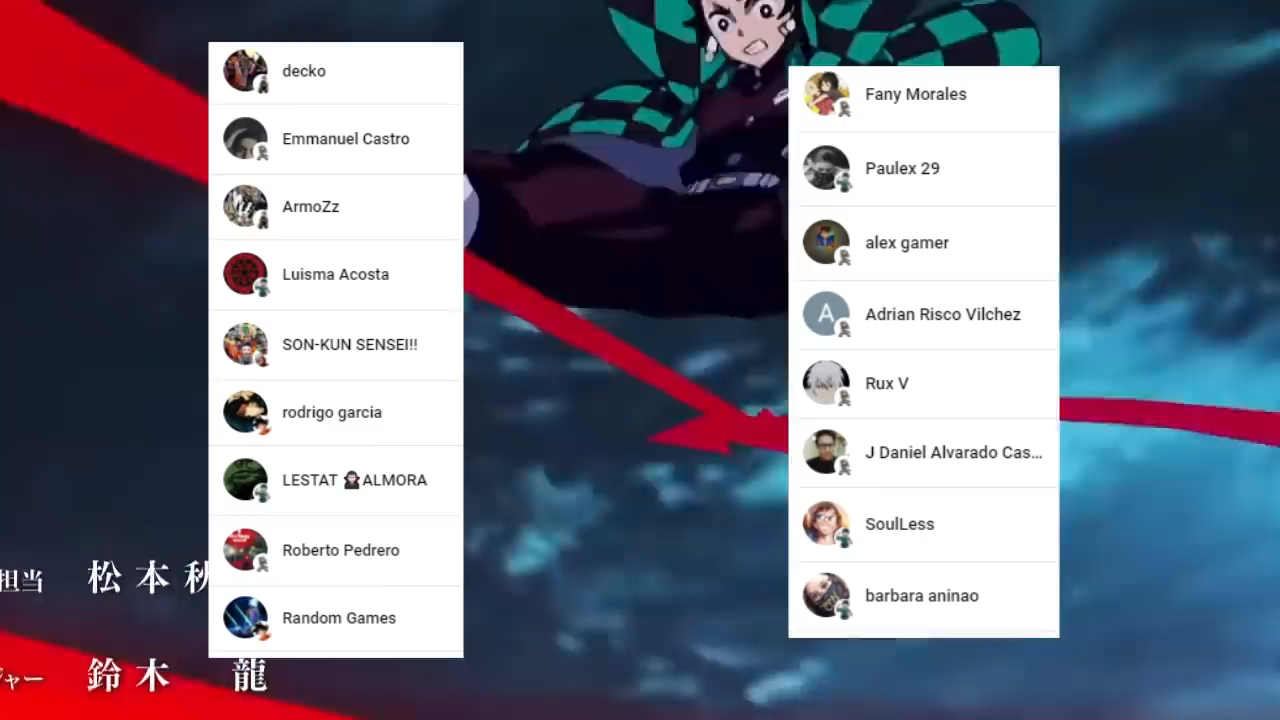 decko
Emmanuel Castro
ArmoZz
Luisma Acosta
SON-KUN SENSEI!!
rodrigo garcia
LESTAT 🧛🏻‍♂️ALMORA
Roberto Pedrero
Random Games
Fany Morales
Paulex 29
alex gamer
A
Adrian Risco Vilchez
Rux V
J Daniel Alvarado Cas...
SoulLess
barbara aninao
担当 松本秋
ャー 鈴木 龍